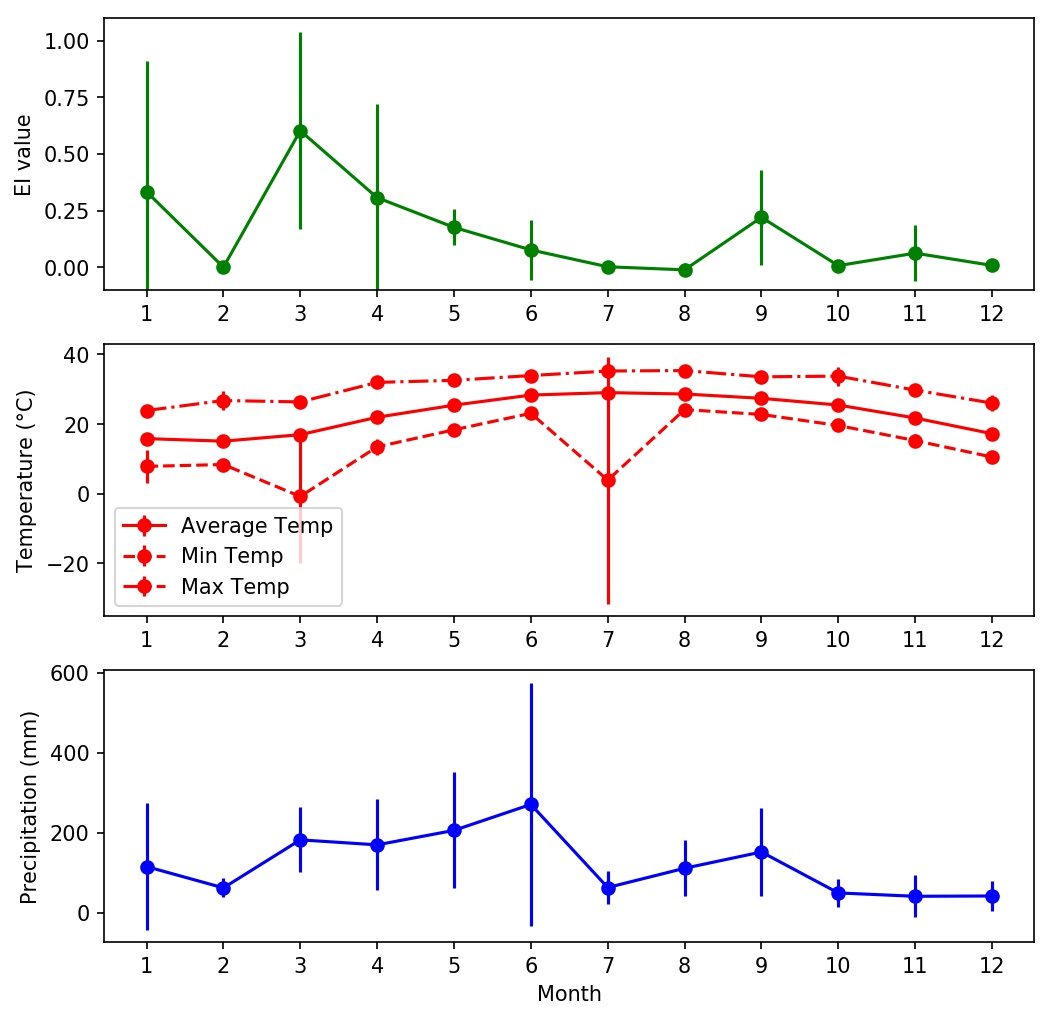 EI value
1.00
0.75
0.50
0.25
0.00
1 2 3 4 5 6 7 8 9 10 11 12
Temperature (°C)
40
20
0
−20
Average Temp
Min Temp
Max Temp
1 2 3 4 5 6 7 8 9 10 11 12
Precipitation (mm)
600
400
200
0
1 2 3 4 5 6 7 8 9 10 11 12
Month